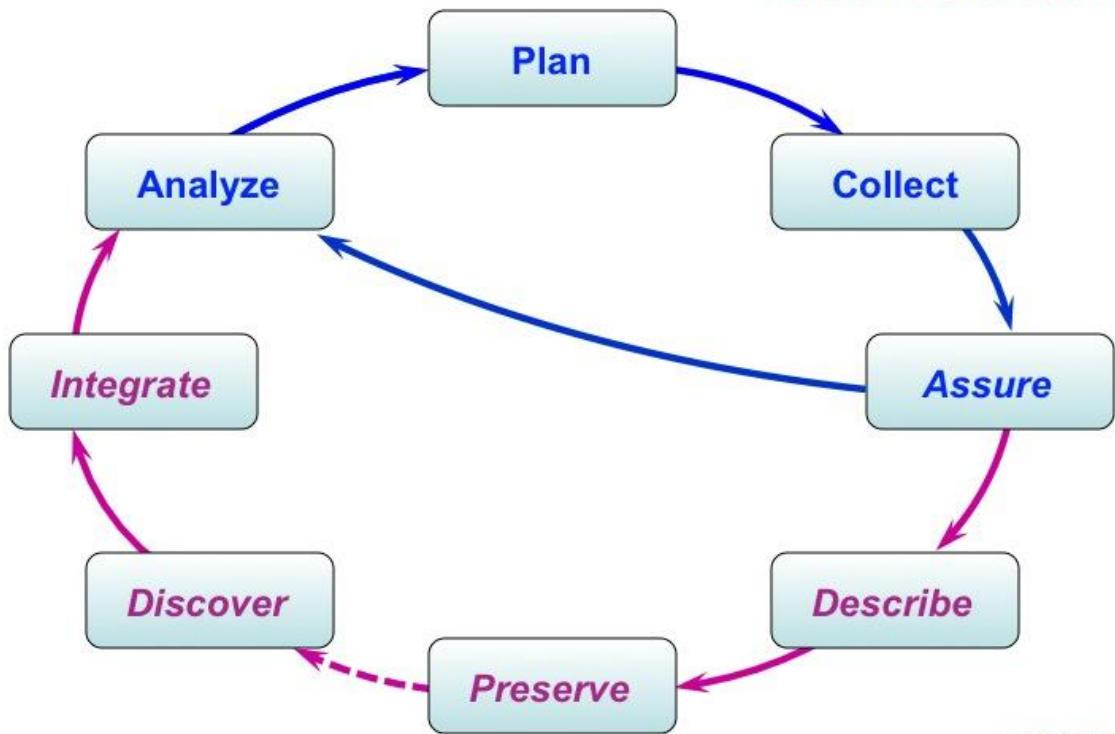 Plan
Collect
Assure
Describe
Preserve
Discover
Integrate
Analyze